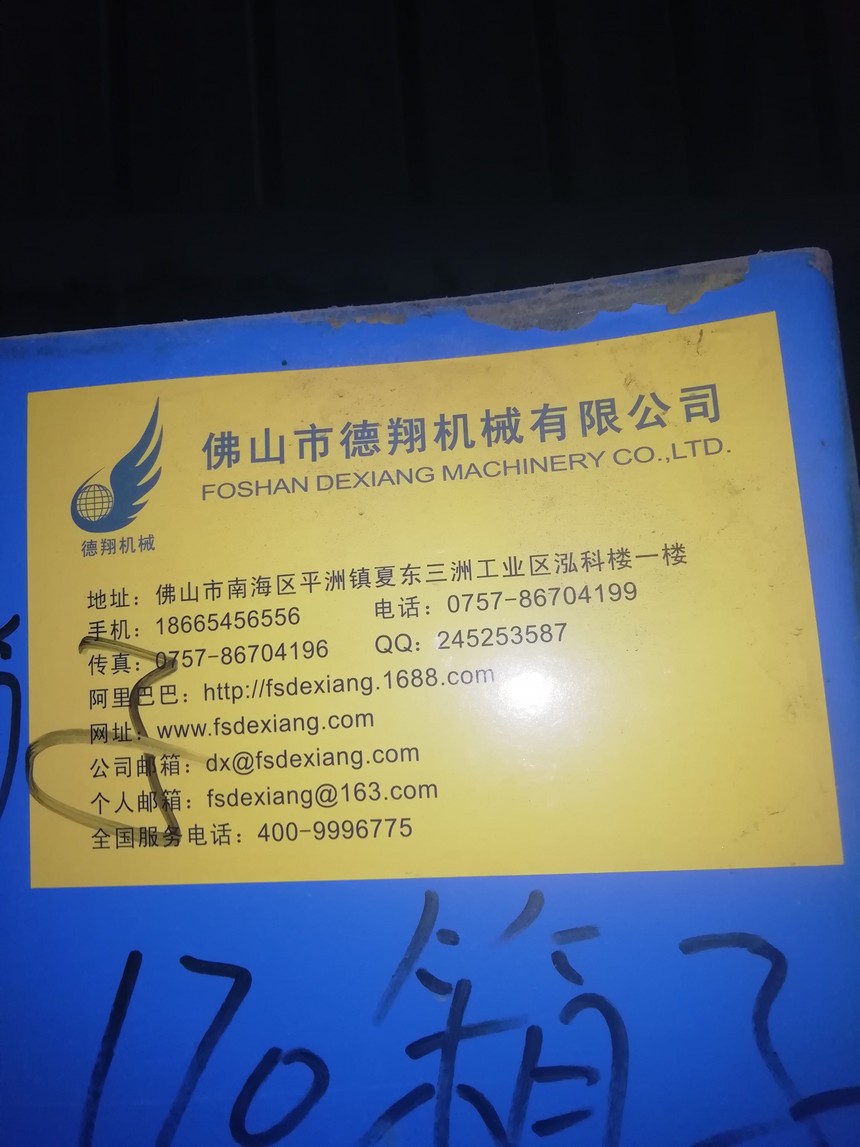 佛山市德翔机械有限公司
FOSHAN DEXIANG MACHINERY CO.,LTD.
德翔机械
地址：佛山市南海区平洲镇夏东三洲工业区泓科楼一楼
手机：18665456556 电话：0757-86704199
传真：0757-86704196 QQ：245253587
阿里巴巴：http://fsdexiang.1688.com
网址：www.fsdexiang.com
公司邮箱：dx@fsdexiang.com
个人邮箱：fsdexiang@163.com
全国服务电话：400-9996775
170箱子